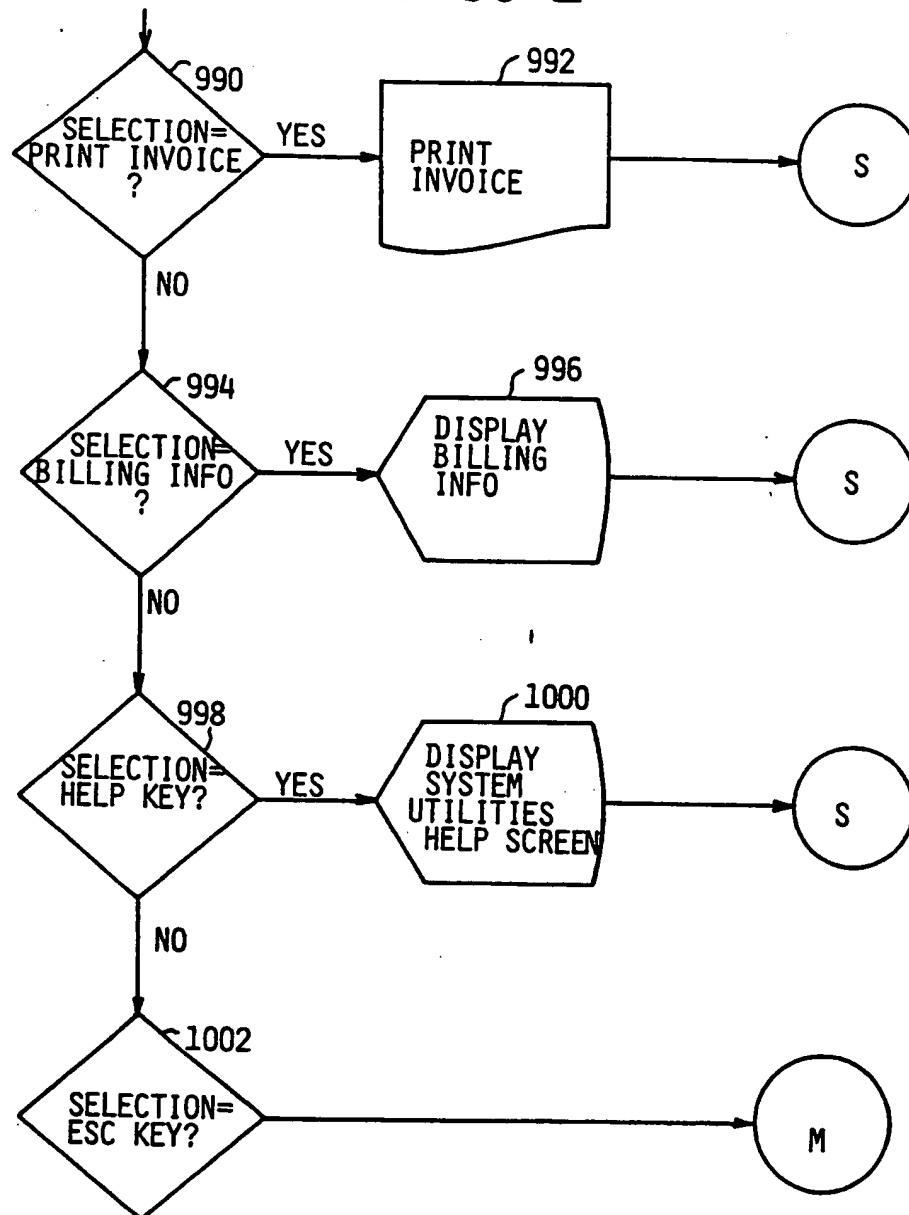 990
SELECTION=
PRINT INVOICE
?
YES
992
PRINT
INVOICE
S
NO
994
SELECTION=
BILLING INFO
?
YES
996
DISPLAY
BILLING
INFO
S
NO
998
SELECTION=
HELP KEY?
YES
1000
DISPLAY
SYSTEM
UTILITIES
HELP SCREEN
S
NO
1002
SELECTION=
ESC KEY?
M